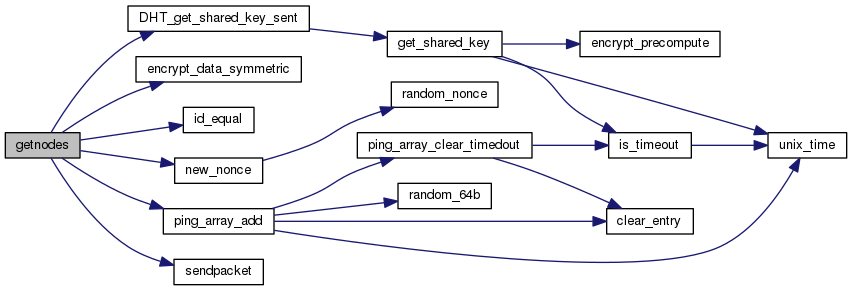 DHT_get_shared_key_sent
get_shared_key
encrypt_precompute
encrypt_data_symmetric
random_nonce
id_equal
getnodes
ping_array_clear_timedout
is_timeout
unix_time
new_nonce
random_64b
ping_array_add
clear_entry
sendpacket